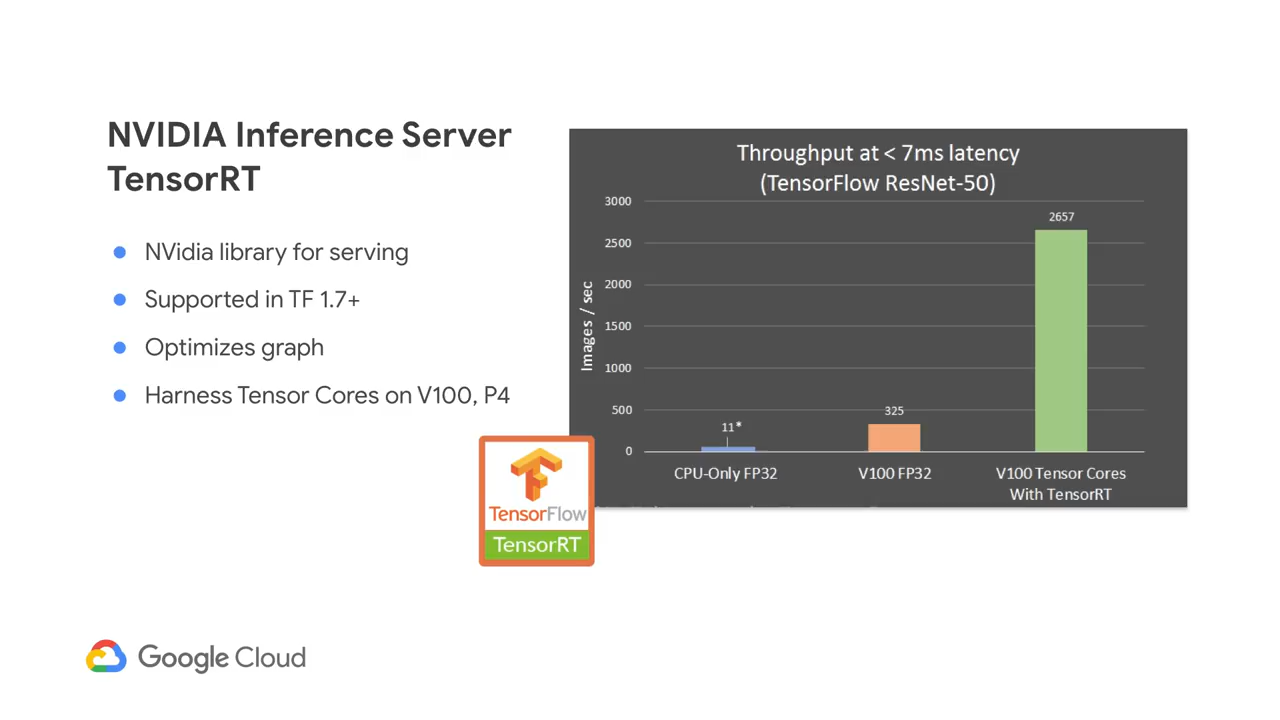 NVIDIA Inference Server
TensorRT
NVidia library for serving
Supported in TF 1.7+
Optimizes graph
Harness Tensor Cores on V100, P4
Throughput at < 7ms latency
(TensorFlow ResNet-50)
Images / sec
3000
2500
2000
1500
1000
500
0
11*
325
2657
CPU-Only FP32
V100 FP32
V100 Tensor Cores
With TensorRT
TensorFlow
TensorRT
Google Cloud